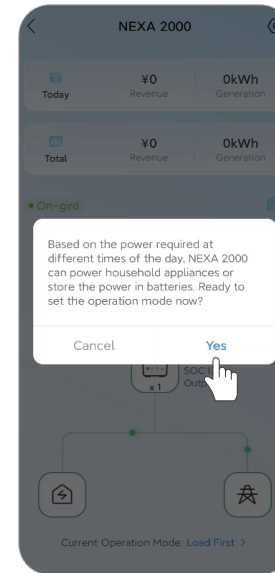 NEXA 2000
¥0 0kWh
Today Revenue Generation
¥0 0kWh
Total Revenue Generation
On-gird
Based on the power required at
different times of the day, NEXA 2000
can power household appliances or
store the power in batteries. Ready to
set the operation mode now?
Cancel Yes
SOC
x 1 Outp
Current Operation Mode: Load First >